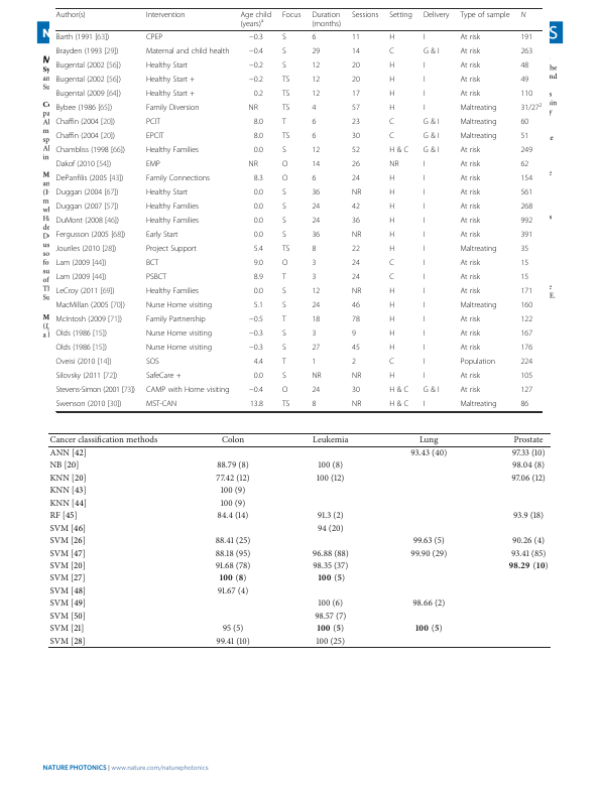 Author(s) Intervention Age child (years)a Focus Duration (months) Sessions Setting Delivery Type of sample N
Barth (1991 [63]) CPEP −0.3 S 6 11 H I At risk 191
Brayden (1993 [29]) Maternal and child health −0.4 S 29 14 C G & I At risk 263
Bugental (2002 [56]) Healthy Start −0.2 S 12 20 H I At risk 48
Bugental (2002 [56]) Healthy Start + −0.2 TS 12 20 H I At risk 49
Bugental (2009 [64]) Healthy Start + 0.2 TS 12 17 H I At risk 110
Bybee (1986 [65]) Family Diversion NR TS 4 57 H I Maltreating 31/27²
Chaffin (2004 [20]) PCIT 8.0 T 6 23 C G & I Maltreating 60
Chaffin (2004 [20]) EPCIT 8.0 TS 6 30 C G & I Maltreating 51
Chambliss (1998 [66]) Healthy Families 0.0 S 12 52 H & C G & I At risk 249
Dakof (2010 [54]) EMP NR O 14 26 NR I At risk 62
DePanfilis (2005 [43]) Family Connections 8.3 O 6 24 H I At risk 154
Duggan (2004 [67]) Healthy Start 0.0 S 36 NR H I At risk 561
Duggan (2007 [57]) Healthy Families 0.0 S 24 42 H I At risk 268
DuMont (2008 [46]) Healthy Families 0.0 S 24 36 H I At risk 992
Fergusson (2005 [68]) Early Start 0.0 S 36 NR H I At risk 391
Jouriles (2010 [28]) Project Support 5.4 TS 8 22 H I Maltreating 35
Lam (2009 [44]) BCT 9.0 O 3 24 C I At risk 15
Lam (2009 [44]) PSBCT 8.9 T 3 24 C I At risk 15
LeCroy (2011 [69]) Healthy Families 0.0 S 12 NR H I At risk 171
MacMillan (2005 [70]) Nurse Home visiting 5.1 S 24 46 H I Maltreating 160
McIntosh (2009 [71]) Family Partnership −0.5 T 18 78 H I At risk 122
Olds (1986 [15]) Nurse Home visiting −0.3 S 3 9 H I At risk 167
Olds (1986 [15]) Nurse Home visiting −0.3 S 27 45 H I At risk 176
Oveisi (2010 [14]) SOS 4.4 T 1 2 C I Population 224
Silovsky (2011 [72]) SafeCare + 0.0 S NR NR H I At risk 105
Stevens-Simon (2001 [73]) CAMP with Home visiting −0.4 O 24 30 H & C G & I At risk 127
Swenson (2010 [30]) MST-CAN 13.8 TS 8 NR H & C I Maltreating 86
Cancer classification methods Colon Leukemia Lung Prostate
ANN [42] 93.43 (40) 97.33 (10)
NB [20] 88.79 (8) 100 (8) 98.04 (8)
KNN [20] 77.42 (12) 100 (12) 97.06 (12)
KNN [43] 100 (9)
KNN [44] 100 (9)
RF [45] 84.4 (14) 91.3 (2) 93.9 (18)
SVM [46] 94 (20)
SVM [26] 88.41 (25) 99.63 (5) 90.26 (4)
SVM [47] 88.18 (95) 96.88 (88) 99.90 (29) 93.41 (85)
SVM [20] 91.68 (78) 98.35 (37) 98.29 (10)
SVM [27] 100 (8) 100 (5)
SVM [48] 91.67 (4)
SVM [49] 100 (6) 98.66 (2)
SVM [50] 98.57 (7)
SVM [21] 95 (5) 100 (5) 100 (5)
SVM [28] 99.41 (10) 100 (25)
NATURE PHOTONICS | www.nature.com/naturephotonics